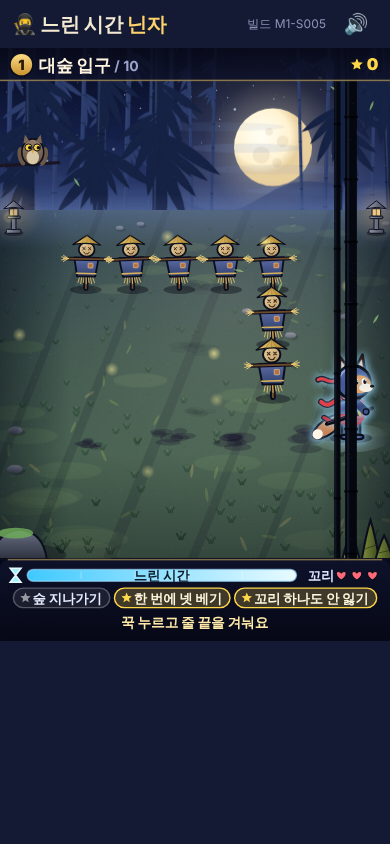 느린 시간 닌자 빌드 M1-S005
1 대숲 입구 / 10 ★ 0
느린 시간 꼬리
★ 숲 지나가기 ★ 한 번에 넷 베기 ★ 꼬리 하나도 안 잃기
꾹 누르고 줄 끝을 겨눠요